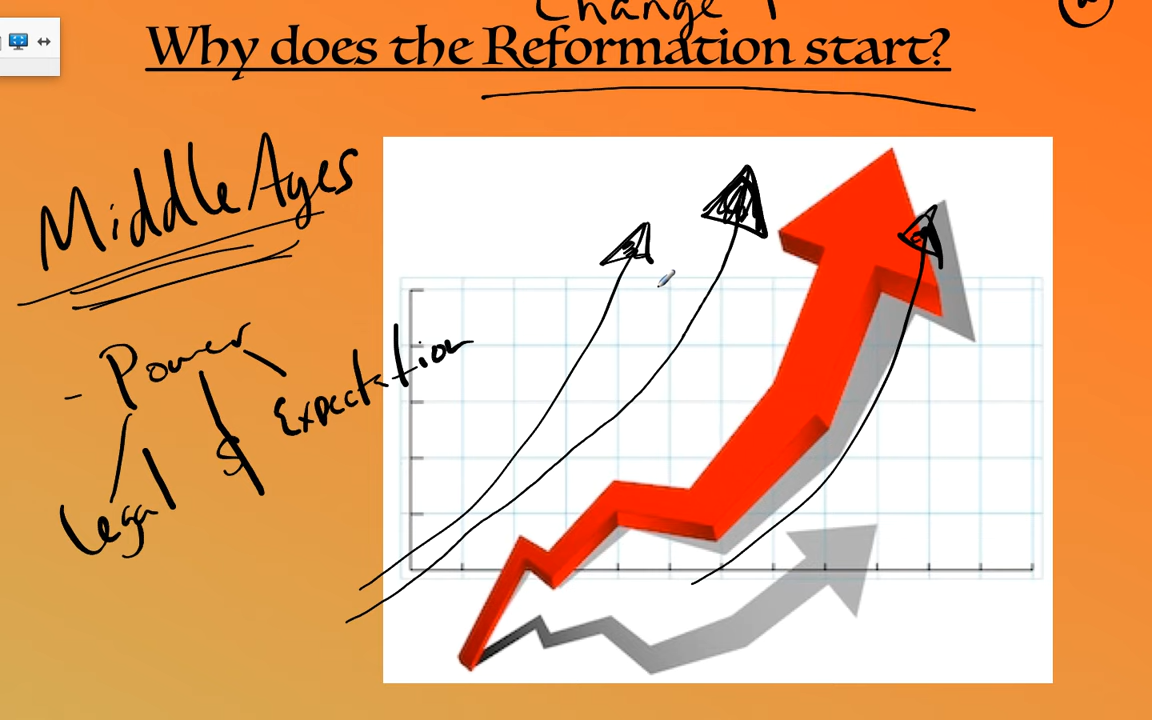 Change
Why does the Reformation start?
Middle Ages
- Power
Legal $ Expectation